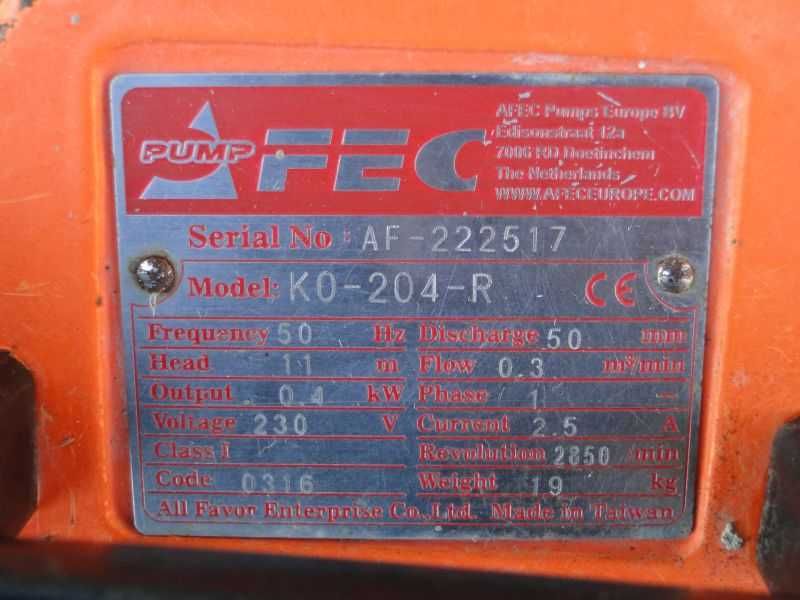 PUMP
AFEC
AFEC Pumps Europe BV
Edisonstraat 12a
7006 RD Doetinchem
The Netherlands
WWW.AFECEUROPE.COM
Serial No : AF-222517
Model: KO-204-R CE
Frequency 50 Hz Discharge 50 mm
Head 11 m Flow 0.3 m³/min
Output 0.4 kW Phase 1 ~
Voltage 230 V Current 2.5 A
Class I Revolution 2850 /min
Code 0316 Weight 19 kg
All Favor Enterprise Co.,Ltd. Made in Taiwan